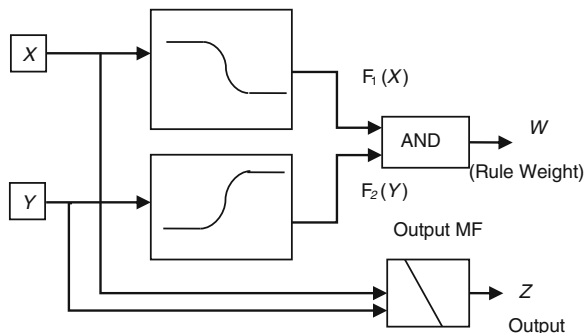 X
F₁(X)
AND
W
(Rule Weight)
Y
F₂(Y)
Output MF
Z
Output